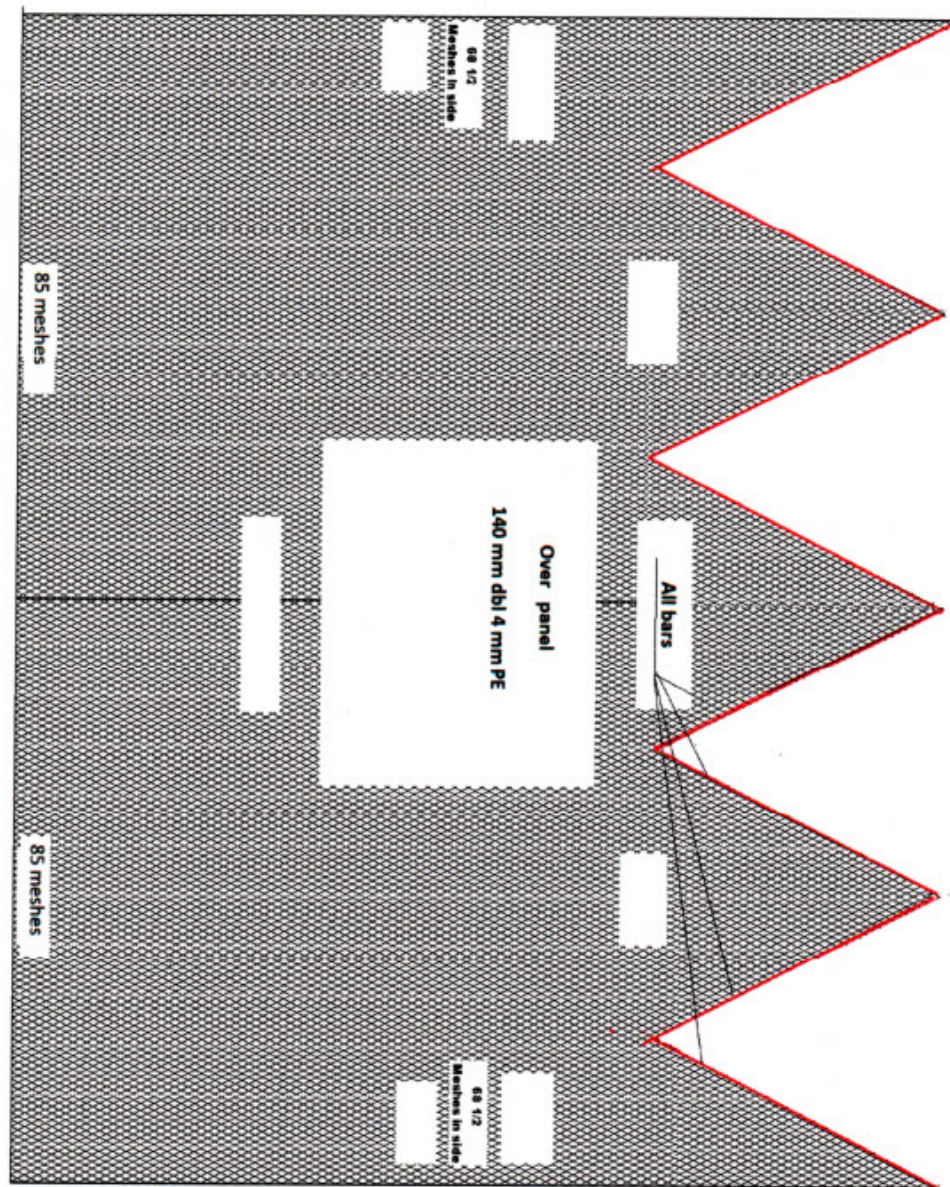 68 1/2
Meshes in side
85 meshes
All bars
Over panel
140 mm dbl 4 mm PE
85 meshes
68 1/2
Meshes in side